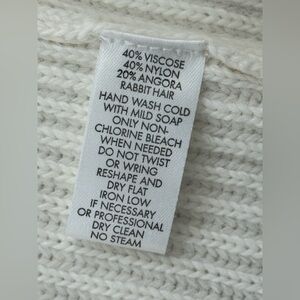 40% VISCOSE
40% NYLON
20% ANGORA
RABBIT HAIR
HAND WASH COLD
WITH MILD SOAP
ONLY NON-
CHLORINE BLEACH
WHEN NEEDED
DO NOT TWIST
OR WRING
RESHAPE AND
DRY FLAT
IRON LOW
IF NECESSARY
OR PROFESSIONAL
DRY CLEAN
NO STEAM